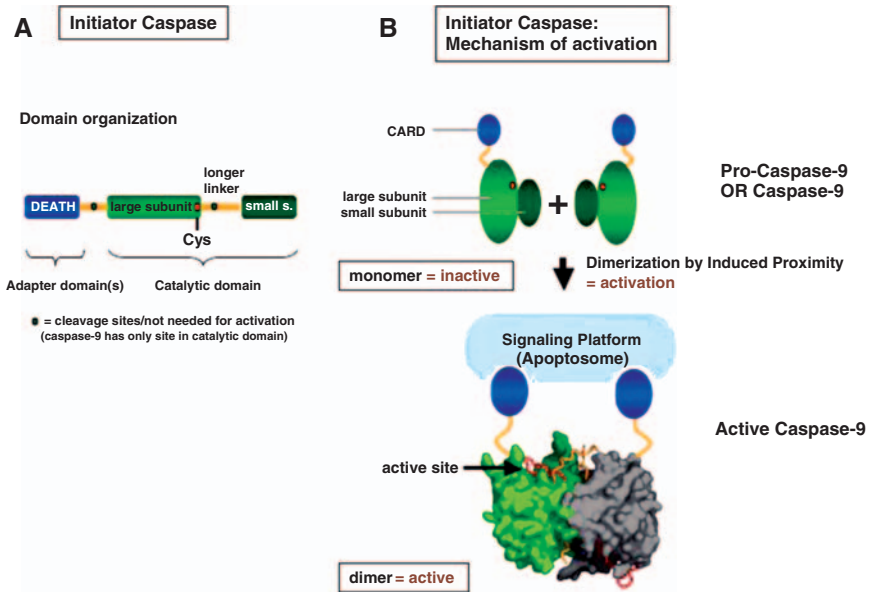 A
Initiator Caspase
Domain organization
longer
linker
DEATH
large subunit
small s.
Cys
Adapter domain(s)
Catalytic domain
= cleavage sites/not needed for activation
(caspase-9 has only site in catalytic domain)
B
Initiator Caspase:
Mechanism of activation
CARD
large subunit
small subunit
+
Pro-Caspase-9
OR Caspase-9
monomer = inactive
Dimerization by Induced Proximity
= activation
Signaling Platform
(Apoptosome)
Active Caspase-9
active site
dimer = active